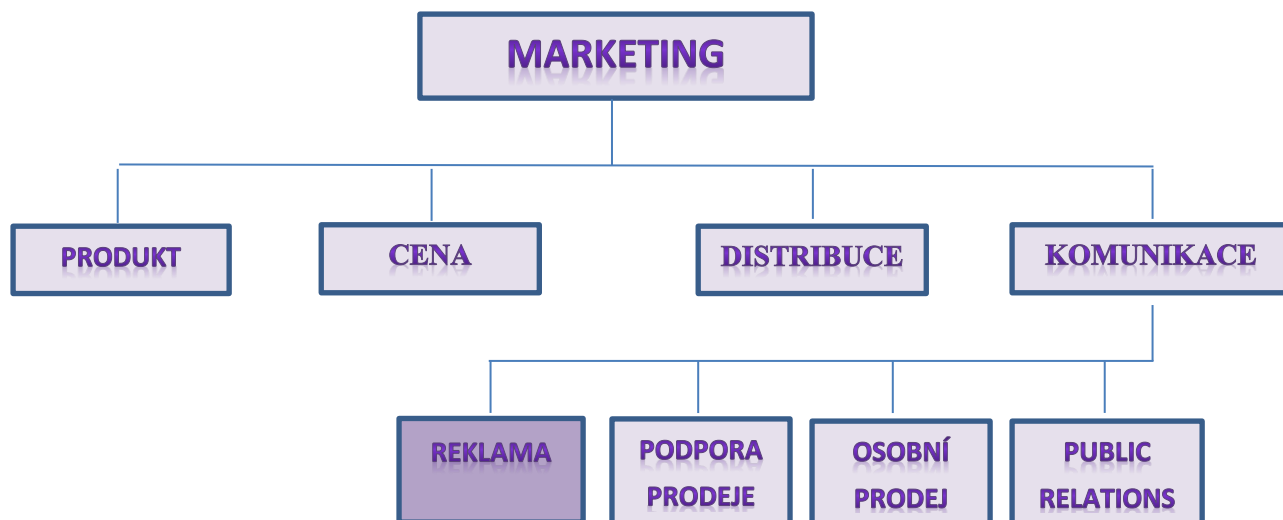 MARKETING
PRODUKT
CENA
DISTRIBUCE
KOMUNIKACE
REKLAMA
PODPORA
PRODEJE
OSOBNÍ
PRODEJ
PUBLIC
RELATIONS